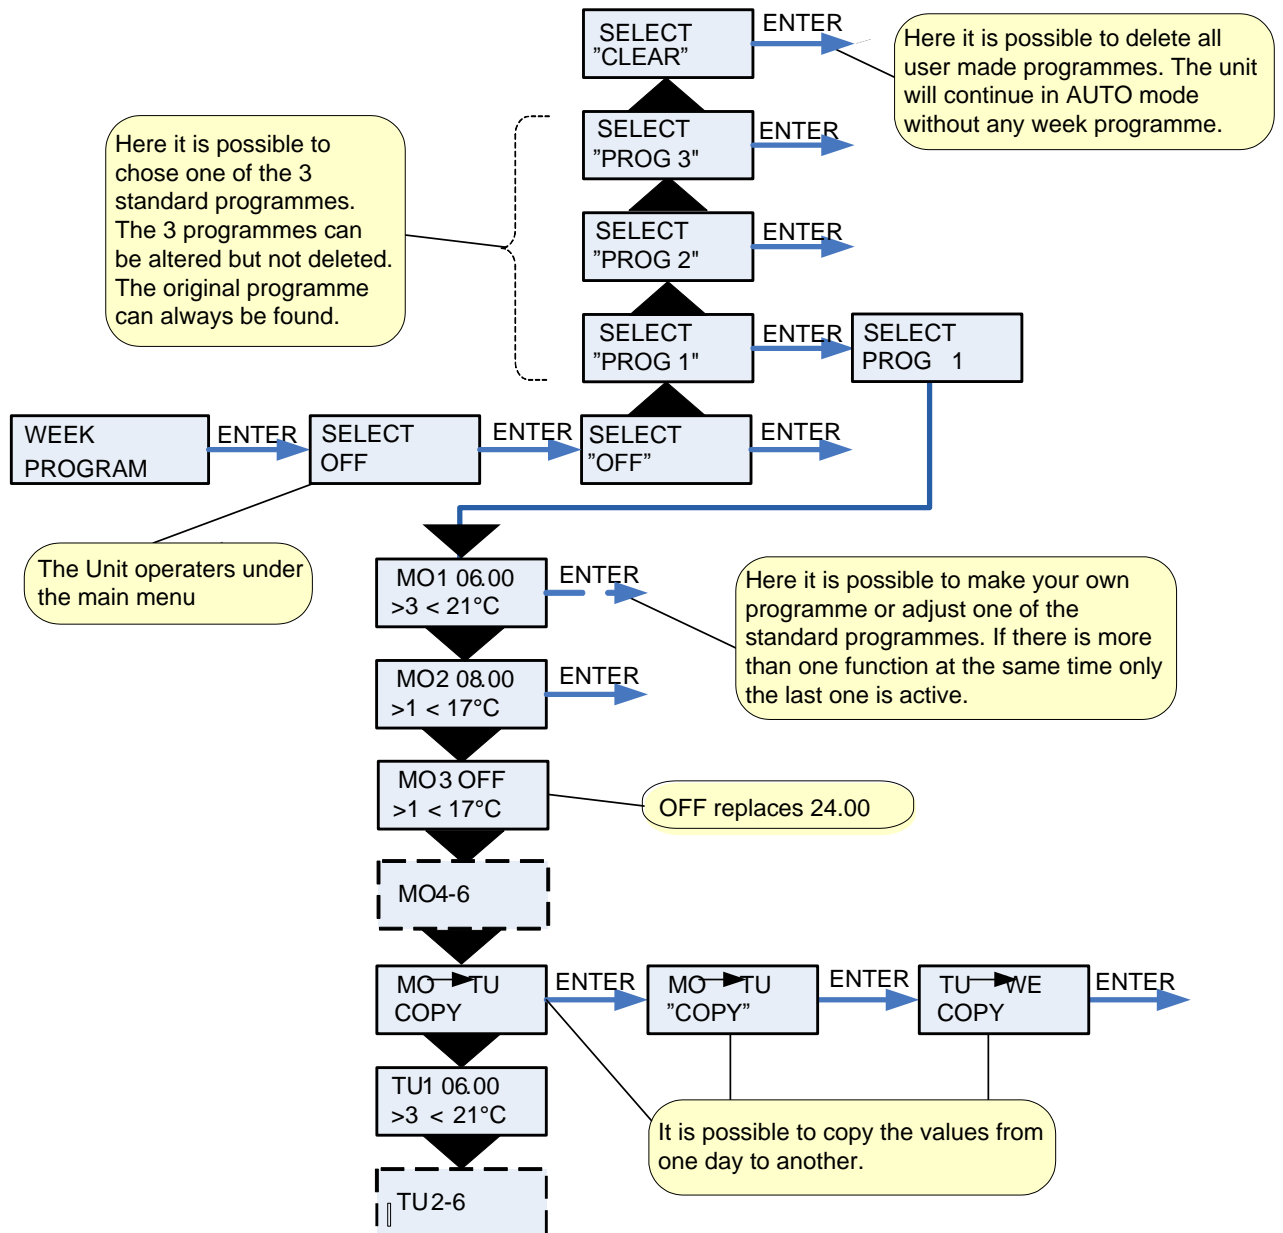 SELECT
"CLEAR"
ENTER
Here it is possible to delete all
user made programmes. The unit
will continue in AUTO mode
without any week programme.
Here it is possible to
chose one of the 3
standard programmes.
The 3 programmes can
be altered but not deleted.
The original programme
can always be found.
SELECT
"PROG 3"
ENTER
SELECT
"PROG 2"
ENTER
SELECT
"PROG 1"
ENTER
SELECT
PROG 1
WEEK
PROGRAM
ENTER
SELECT
OFF
ENTER
SELECT
"OFF"
ENTER
The Unit operaters under
the main menu
MO1 06.00
>3 < 21°C
ENTER
Here it is possible to make your own
programme or adjust one of the
standard programmes. If there is more
than one function at the same time only
the last one is active.
MO2 08.00
>1 < 17°C
ENTER
MO3 OFF
>1 < 17°C
OFF replaces 24.00
MO4-6
MO TU
COPY
ENTER
MO TU
"COPY"
ENTER
TU WE
COPY
ENTER
TU1 06.00
>3 < 21°C
It is possible to copy the values from
one day to another.
TU2-6